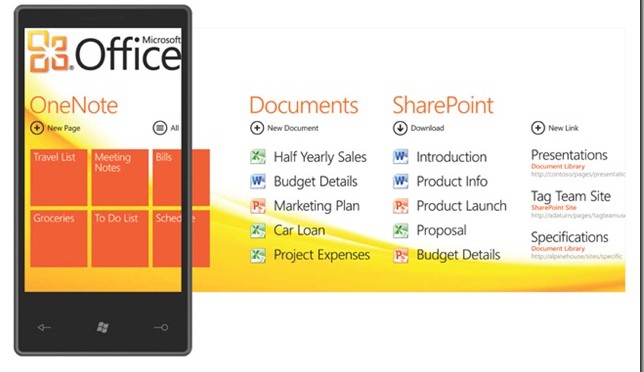 Microsoft
Office
OneNote
New Page
All
Travel List
Meeting
Notes
Bills
Groceries
To Do List
Schedule
Documents
New Document
Half Yearly Sales
Budget Details
Marketing Plan
Car Loan
Project Expenses
SharePoint
Download
Introduction
Product Info
Product Launch
Proposal
Budget Details
New Link
Presentations
Document Library
http://contoso/pages/presentatic
Tag Team Site
SharePoint Site
http://adatum/pages/tagteamus
Specifications
Document Library
http://alpinehouse/sites/specific